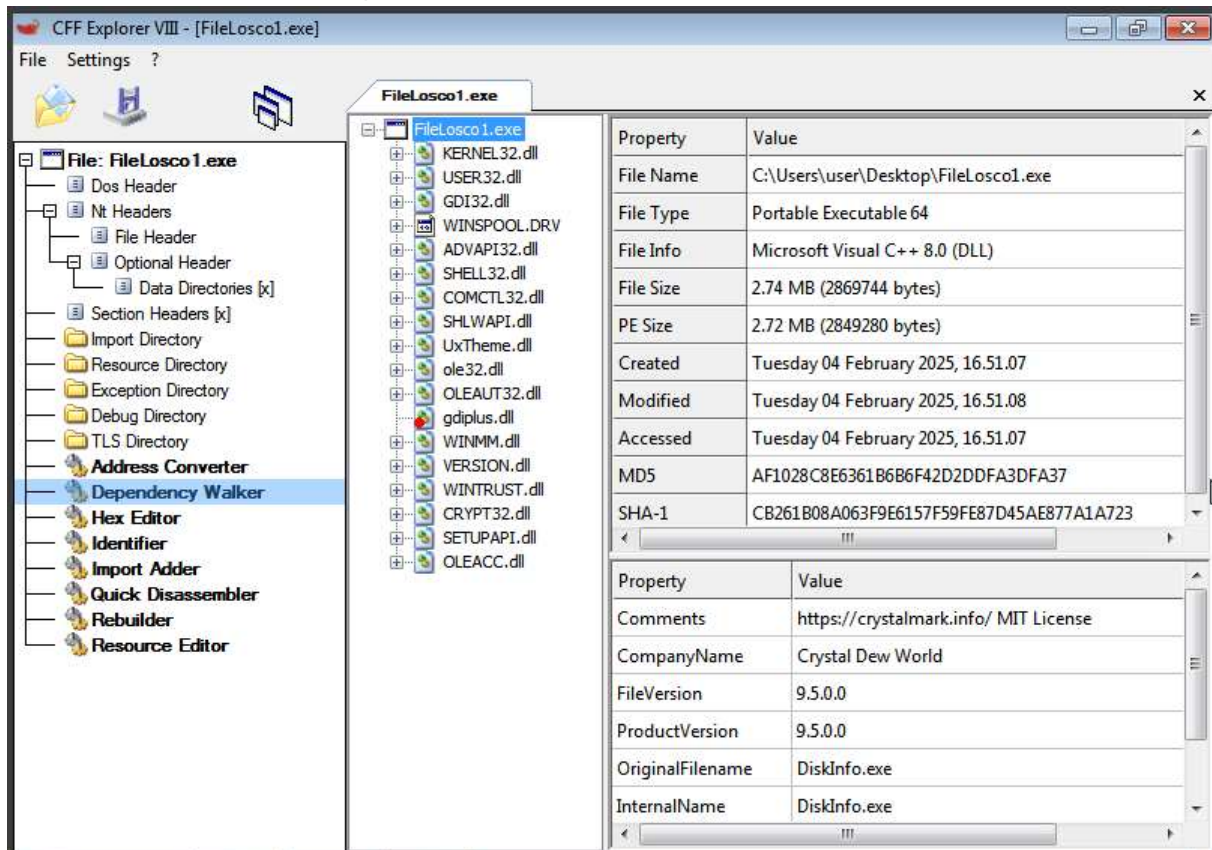 CFF Explorer VIII - [FileLosco1.exe]
File Settings ?
FileLosco1.exe
File: FileLosco1.exe
Dos Header
Nt Headers
File Header
Optional Header
Data Directories [x]
Section Headers [x]
Import Directory
Resource Directory
Exception Directory
Debug Directory
TLS Directory
Address Converter
Dependency Walker
Hex Editor
Identifier
Import Adder
Quick Disassembler
Rebuilder
Resource Editor
FileLosco1.exe
KERNEL32.dll
USER32.dll
GDI32.dll
WINSPOOL.DRV
ADVAPI32.dll
SHELL32.dll
COMCTL32.dll
SHLWAPI.dll
UxTheme.dll
ole32.dll
OLEAUT32.dll
gdiplus.dll
WINMM.dll
VERSION.dll
WINTRUST.dll
CRYPT32.dll
SETUPAPI.dll
OLEACC.dll
Property Value
File Name C:\Users\user\Desktop\FileLosco1.exe
File Type Portable Executable 64
File Info Microsoft Visual C++ 8.0 (DLL)
File Size 2.74 MB (2869744 bytes)
PE Size 2.72 MB (2849280 bytes)
Created Tuesday 04 February 2025, 16.51.07
Modified Tuesday 04 February 2025, 16.51.08
Accessed Tuesday 04 February 2025, 16.51.07
MD5 AF1028C8E6361B6B6F42D2DDFA3DFA37
SHA-1 CB261B08A063F9E6157F59FE87D45AE877A1A723
Property Value
Comments https://crystalmark.info/ MIT License
CompanyName Crystal Dew World
FileVersion 9.5.0.0
ProductVersion 9.5.0.0
OriginalFilename DiskInfo.exe
InternalName DiskInfo.exe